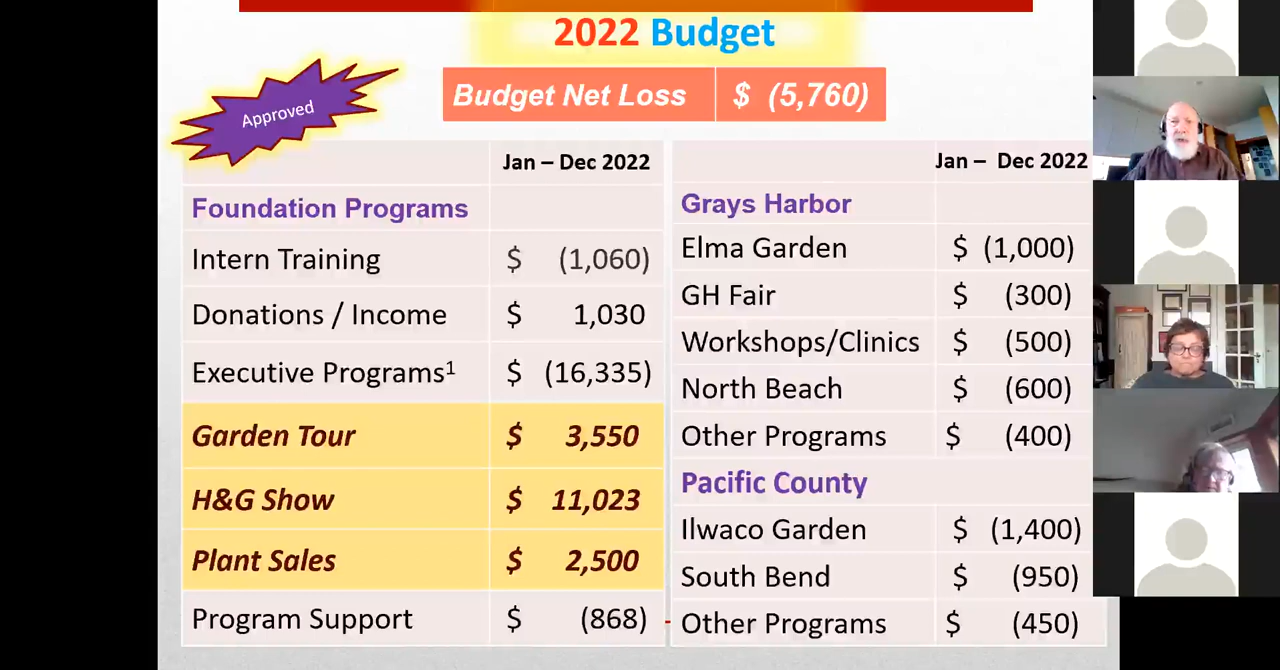 2022 Budget
Budget Net Loss $ (5,760)
Approved
Jan – Dec 2022
Foundation Programs
Intern Training $ (1,060)
Donations / Income $ 1,030
Executive Programs¹ $ (16,335)
Garden Tour $ 3,550
H&G Show $ 11,023
Plant Sales $ 2,500
Program Support $ (868)
Jan – Dec 2022
Grays Harbor
Elma Garden $ (1,000)
GH Fair $ (300)
Workshops/Clinics $ (500)
North Beach $ (600)
Other Programs $ (400)
Pacific County
Ilwaco Garden $ (1,400)
South Bend $ (950)
Other Programs $ (450)